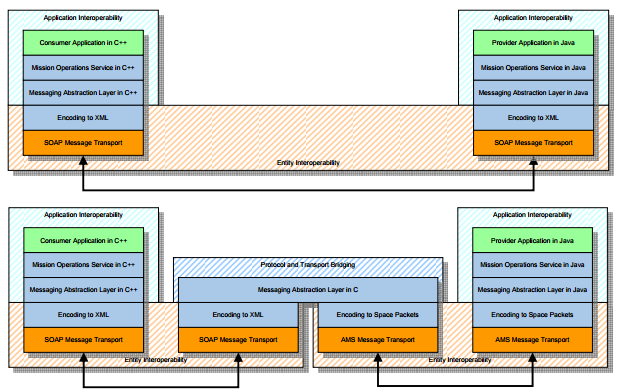 Application Interoperability
Application Interoperability
Consumer Application in C++
Provider Application in Java
Mission Operations Service in C++
Mission Operations Service in Java
Messaging Abstraction Layer in C++
Messaging Abstraction Layer in Java
Encoding to XML
Encoding to XML
SOAP Message Transport
SOAP Message Transport
Entity Interoperability
Application Interoperability
Application Interoperability
Consumer Application in C++
Provider Application in Java
Mission Operations Service in C++
Protocol and Transport Bridging
Mission Operations Service in Java
Messaging Abstraction Layer in C++
Messaging Abstraction Layer in C
Messaging Abstraction Layer in Java
Encoding to XML
Encoding to XML
Encoding to Space Packets
Encoding to Space Packets
SOAP Message Transport
SOAP Message Transport
AMS Message Transport
AMS Message Transport
Entity Interoperability
Entity Interoperability